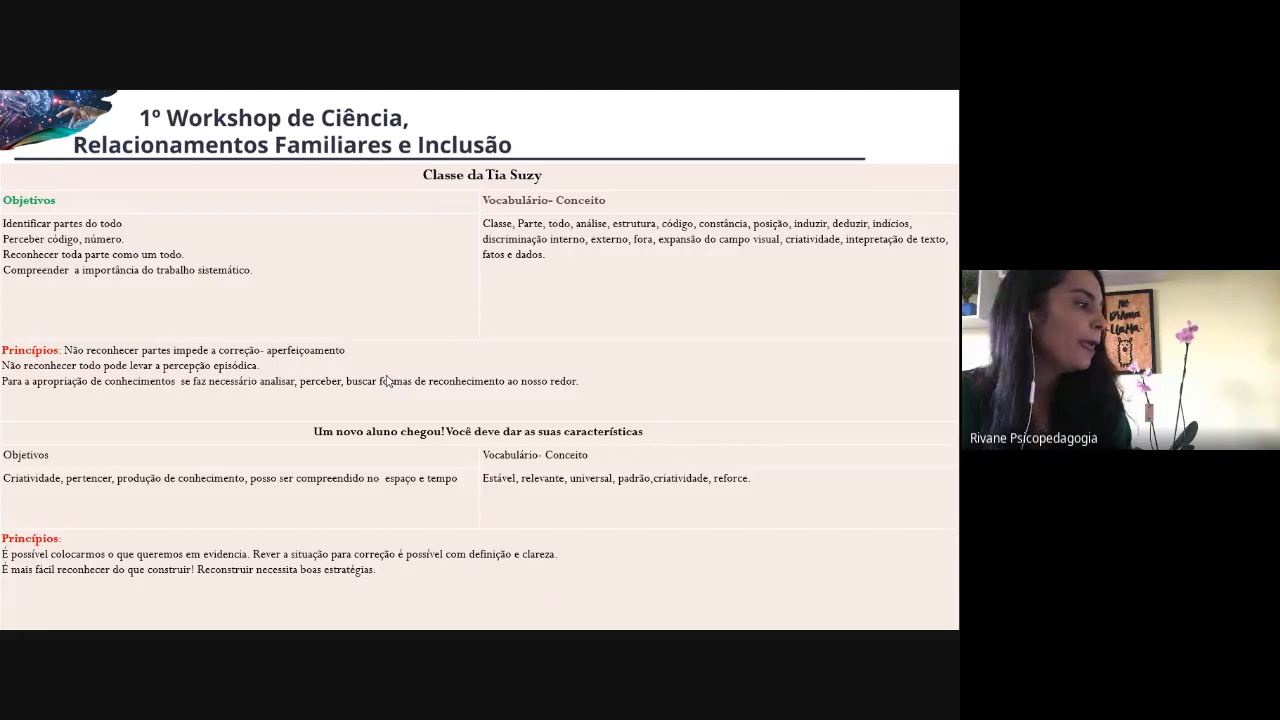 1º Workshop de Ciência,
Relacionamentos Familiares e Inclusão
Classe da Tia Suzy
Objetivos
Vocabulário- Conceito
Identificar partes do todo
Perceber código, número.
Reconhecer toda parte como um todo.
Compreender a importância do trabalho sistemático.
Classe, Parte, todo, análise, estrutura, código, constância, posição, induzir, deduzir, indícios,
discriminação interno, externo, fora, expansão do campo visual, criatividade, intepretação de texto,
fatos e dados.
Princípios: Não reconhecer partes impede a correção- aperfeiçoamento
Não reconhecer todo pode levar a percepção episódica.
Para a apropriação de conhecimentos se faz necessário analisar, perceber, buscar formas de reconhecimento ao nosso redor.
Um novo aluno chegou! Você deve dar as suas características
Objetivos
Vocabulário- Conceito
Criatividade, pertencer, produção de conhecimento, posso ser compreendido no espaço e tempo
Estável, relevante, universal, padrão,criatividade, reforce.
Princípios:
É possível colocarmos o que queremos em evidencia. Rever a situação para correção é possível com definição e clareza.
É mais fácil reconhecer do que construir! Reconstruir necessita boas estratégias.
No
DRAMA
LLAMA
Rivane Psicopedagogia